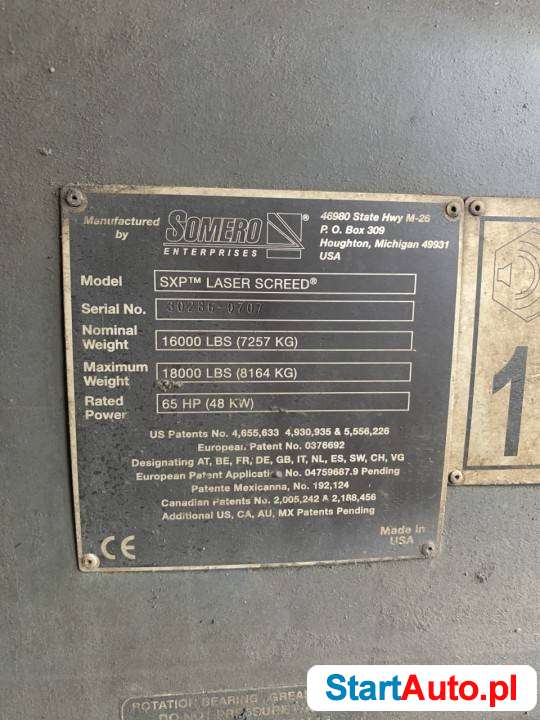 Manufactured by
SOMERO®
ENTERPRISES
46980 State Hwy M-26
P. O. Box 309
Houghton, Michigan 49931
USA
Model SXP™ LASER SCREED®
Serial No. 30286-0707
Nominal Weight 16000 LBS (7257 KG)
Maximum Weight 18000 LBS (8164 KG)
Rated Power 65 HP (48 KW)
US Patents No. 4,655,633 4,930,935 & 5,556,226
European Patent No. 0376692
Designating AT, BE, FR, DE, GB, IT, NL, ES, SW, CH, VG
European Patent Application No. 04759687.9 Pending
Patente Mexicanna, No. 192,124
Canadian Patents No. 2,005,242 & 2,188,456
Additional US, CA, AU, MX Patents Pending
CE
Made in
USA
1
ROTATION BEARING - GREASE
StartAuto.pl